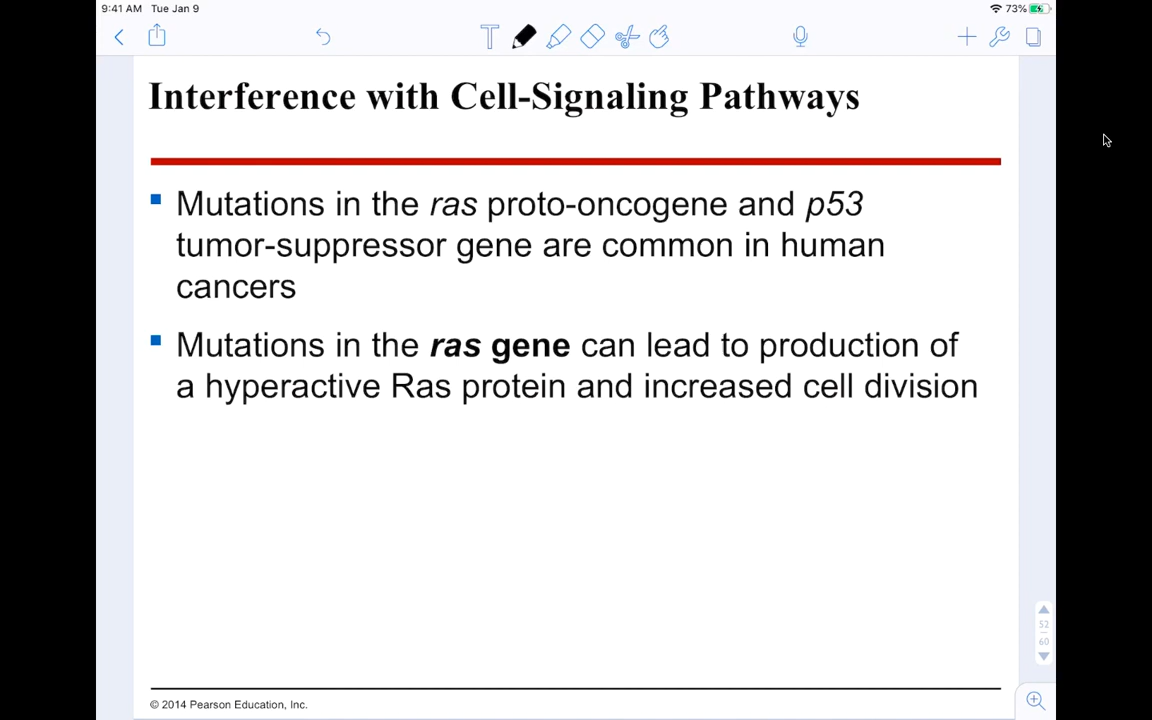 9:41 AM Tue Jan 9
73%
Interference with Cell-Signaling Pathways
Mutations in the ras proto-oncogene and p53
tumor-suppressor gene are common in human
cancers
Mutations in the ras gene can lead to production of
a hyperactive Ras protein and increased cell division
52
60
© 2014 Pearson Education, Inc.